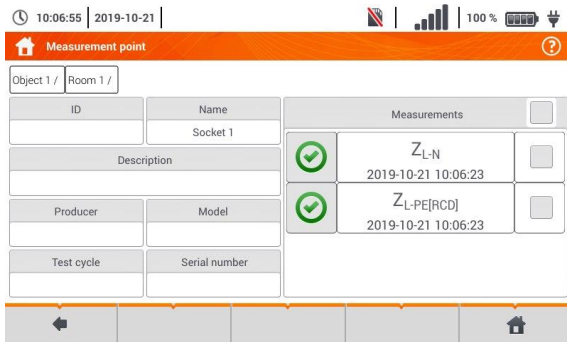 10:06:55 2019-10-21 100 %
Measurement point ?
Object 1 / Room 1 /
ID Name
Socket 1
Description
Producer Model
Test cycle Serial number
Measurements
ZL-N
2019-10-21 10:06:23
ZL-PE[RCD]
2019-10-21 10:06:23